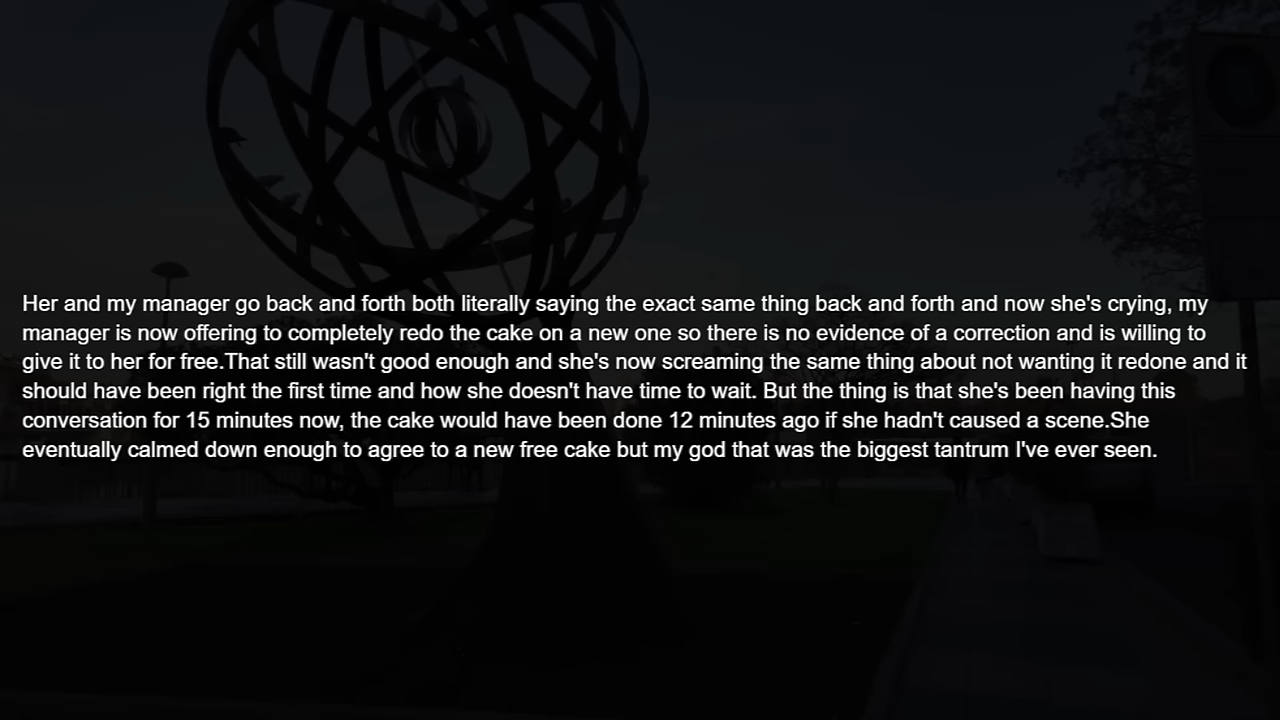 Her and my manager go back and forth both literally saying the exact same thing back and forth and now she's crying, my
manager is now offering to completely redo the cake on a new one so there is no evidence of a correction and is willing to
give it to her for free.That still wasn't good enough and she's now screaming the same thing about not wanting it redone and it
should have been right the first time and how she doesn't have time to wait. But the thing is that she's been having this
conversation for 15 minutes now, the cake would have been done 12 minutes ago if she hadn't caused a scene.She
eventually calmed down enough to agree to a new free cake but my god that was the biggest tantrum I've ever seen.